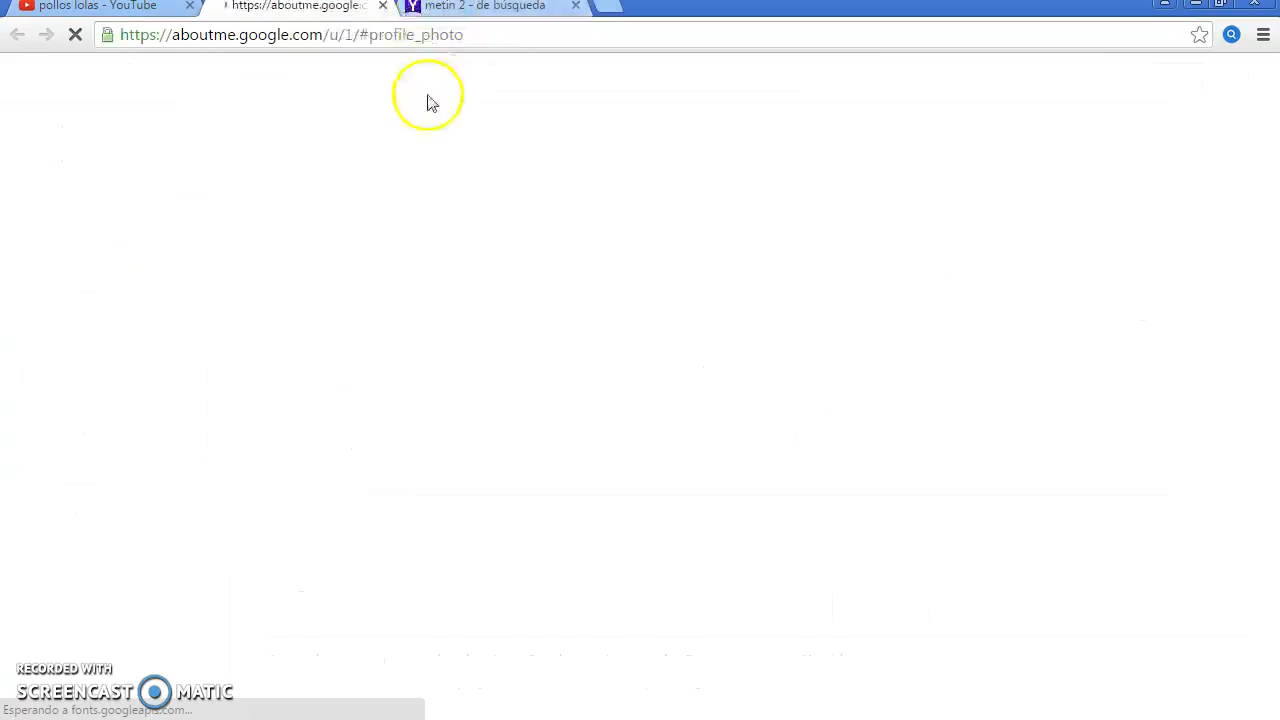 pollos lolas - YouTube
https://aboutme.google.c
metin 2 - de búsqueda
https://aboutme.google.com/u/1/#profile_photo
RECORDED WITH
SCREENCAST MATIC
Esperando a fonts.googleapis.com...